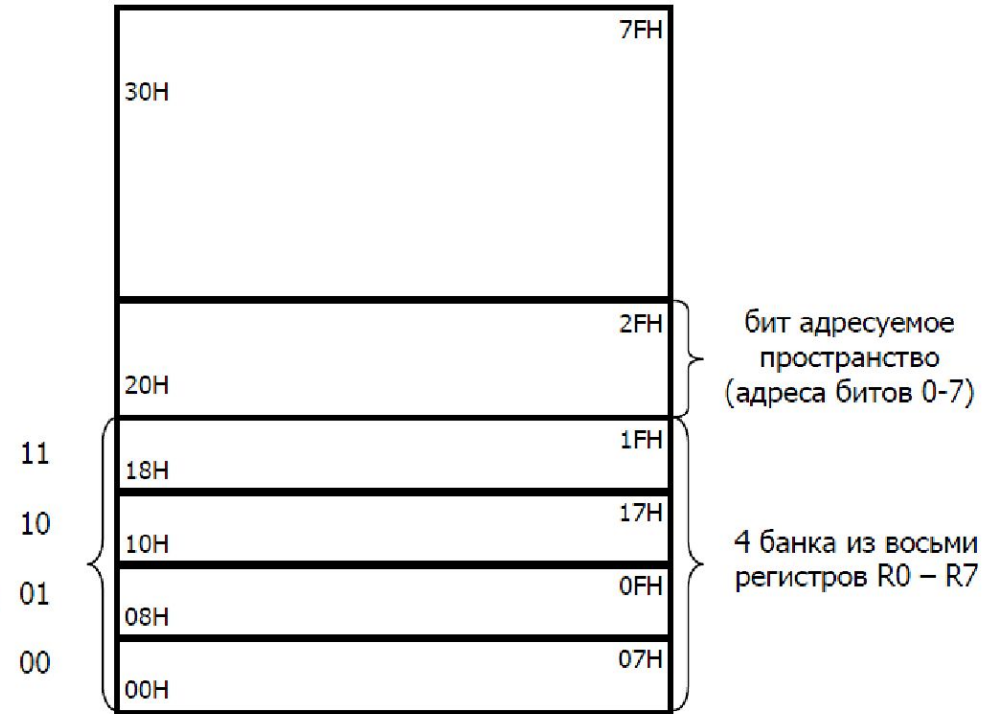 7FH
30H
2FH
20H
бит адресуемое
пространство
(адреса битов 0-7)
11
1FH
18H
10
17H
10H
01
0FH
08H
00
07H
00H
4 банка из восьми
регистров R0 – R7